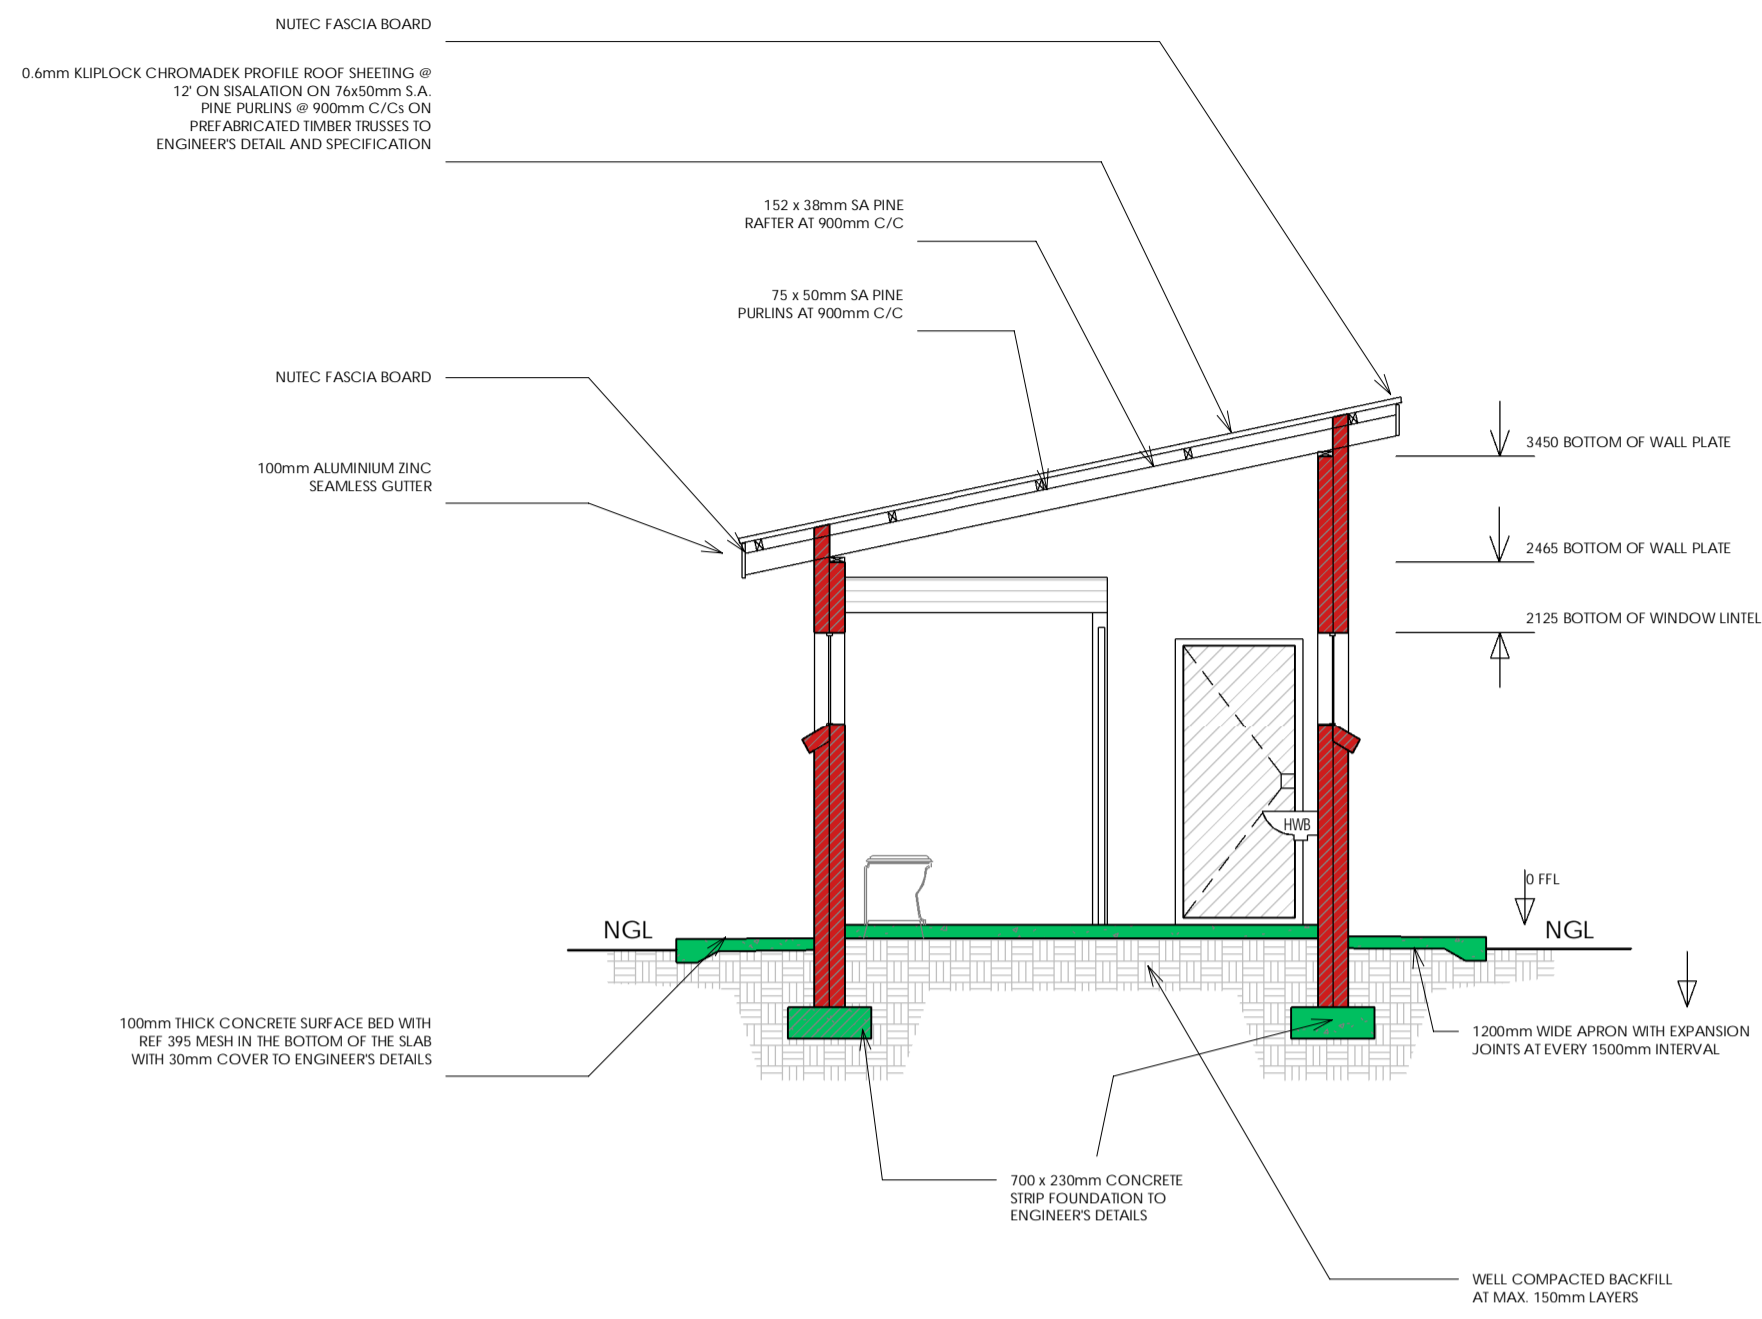 NUTEC FASCIA BOARD
0.6mm KLIPLOCK CHROMADEK PROFILE ROOF SHEETING @
12' ON SISALATION ON 76x50mm S.A.
PINE PURLINS @ 900mm C/Cs ON
PREFABRICATED TIMBER TRUSSES TO
ENGINEER'S DETAIL AND SPECIFICATION
152 x 38mm SA PINE
RAFTER AT 900mm C/C
75 x 50mm SA PINE
PURLINS AT 900mm C/C
NUTEC FASCIA BOARD
100mm ALUMINIUM ZINC
SEAMLESS GUTTER
3450 BOTTOM OF WALL PLATE
2465 BOTTOM OF WALL PLATE
2125 BOTTOM OF WINDOW LINTEL
HWB
0 FFL
NGL
NGL
100mm THICK CONCRETE SURFACE BED WITH
REF 395 MESH IN THE BOTTOM OF THE SLAB
WITH 30mm COVER TO ENGINEER'S DETAILS
1200mm WIDE APRON WITH EXPANSION
JOINTS AT EVERY 1500mm INTERVAL
700 x 230mm CONCRETE
STRIP FOUNDATION TO
ENGINEER'S DETAILS
WELL COMPACTED BACKFILL
AT MAX. 150mm LAYERS